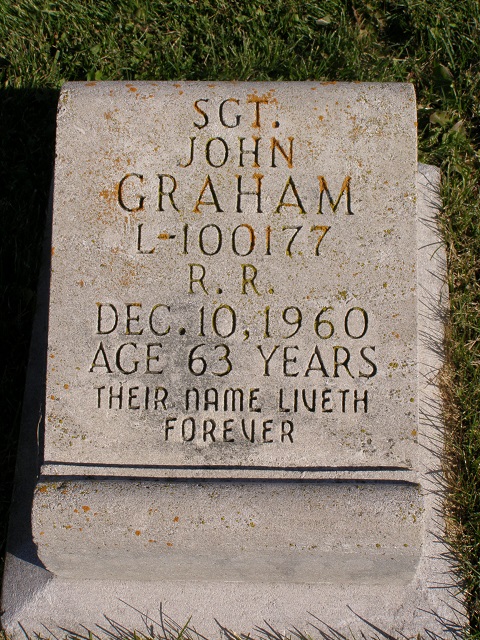 SGT.
JOHN
GRAHAM
L-100177
R. R.
DEC. 10, 1960
AGE 63 YEARS
THEIR NAME LIVETH
FOREVER